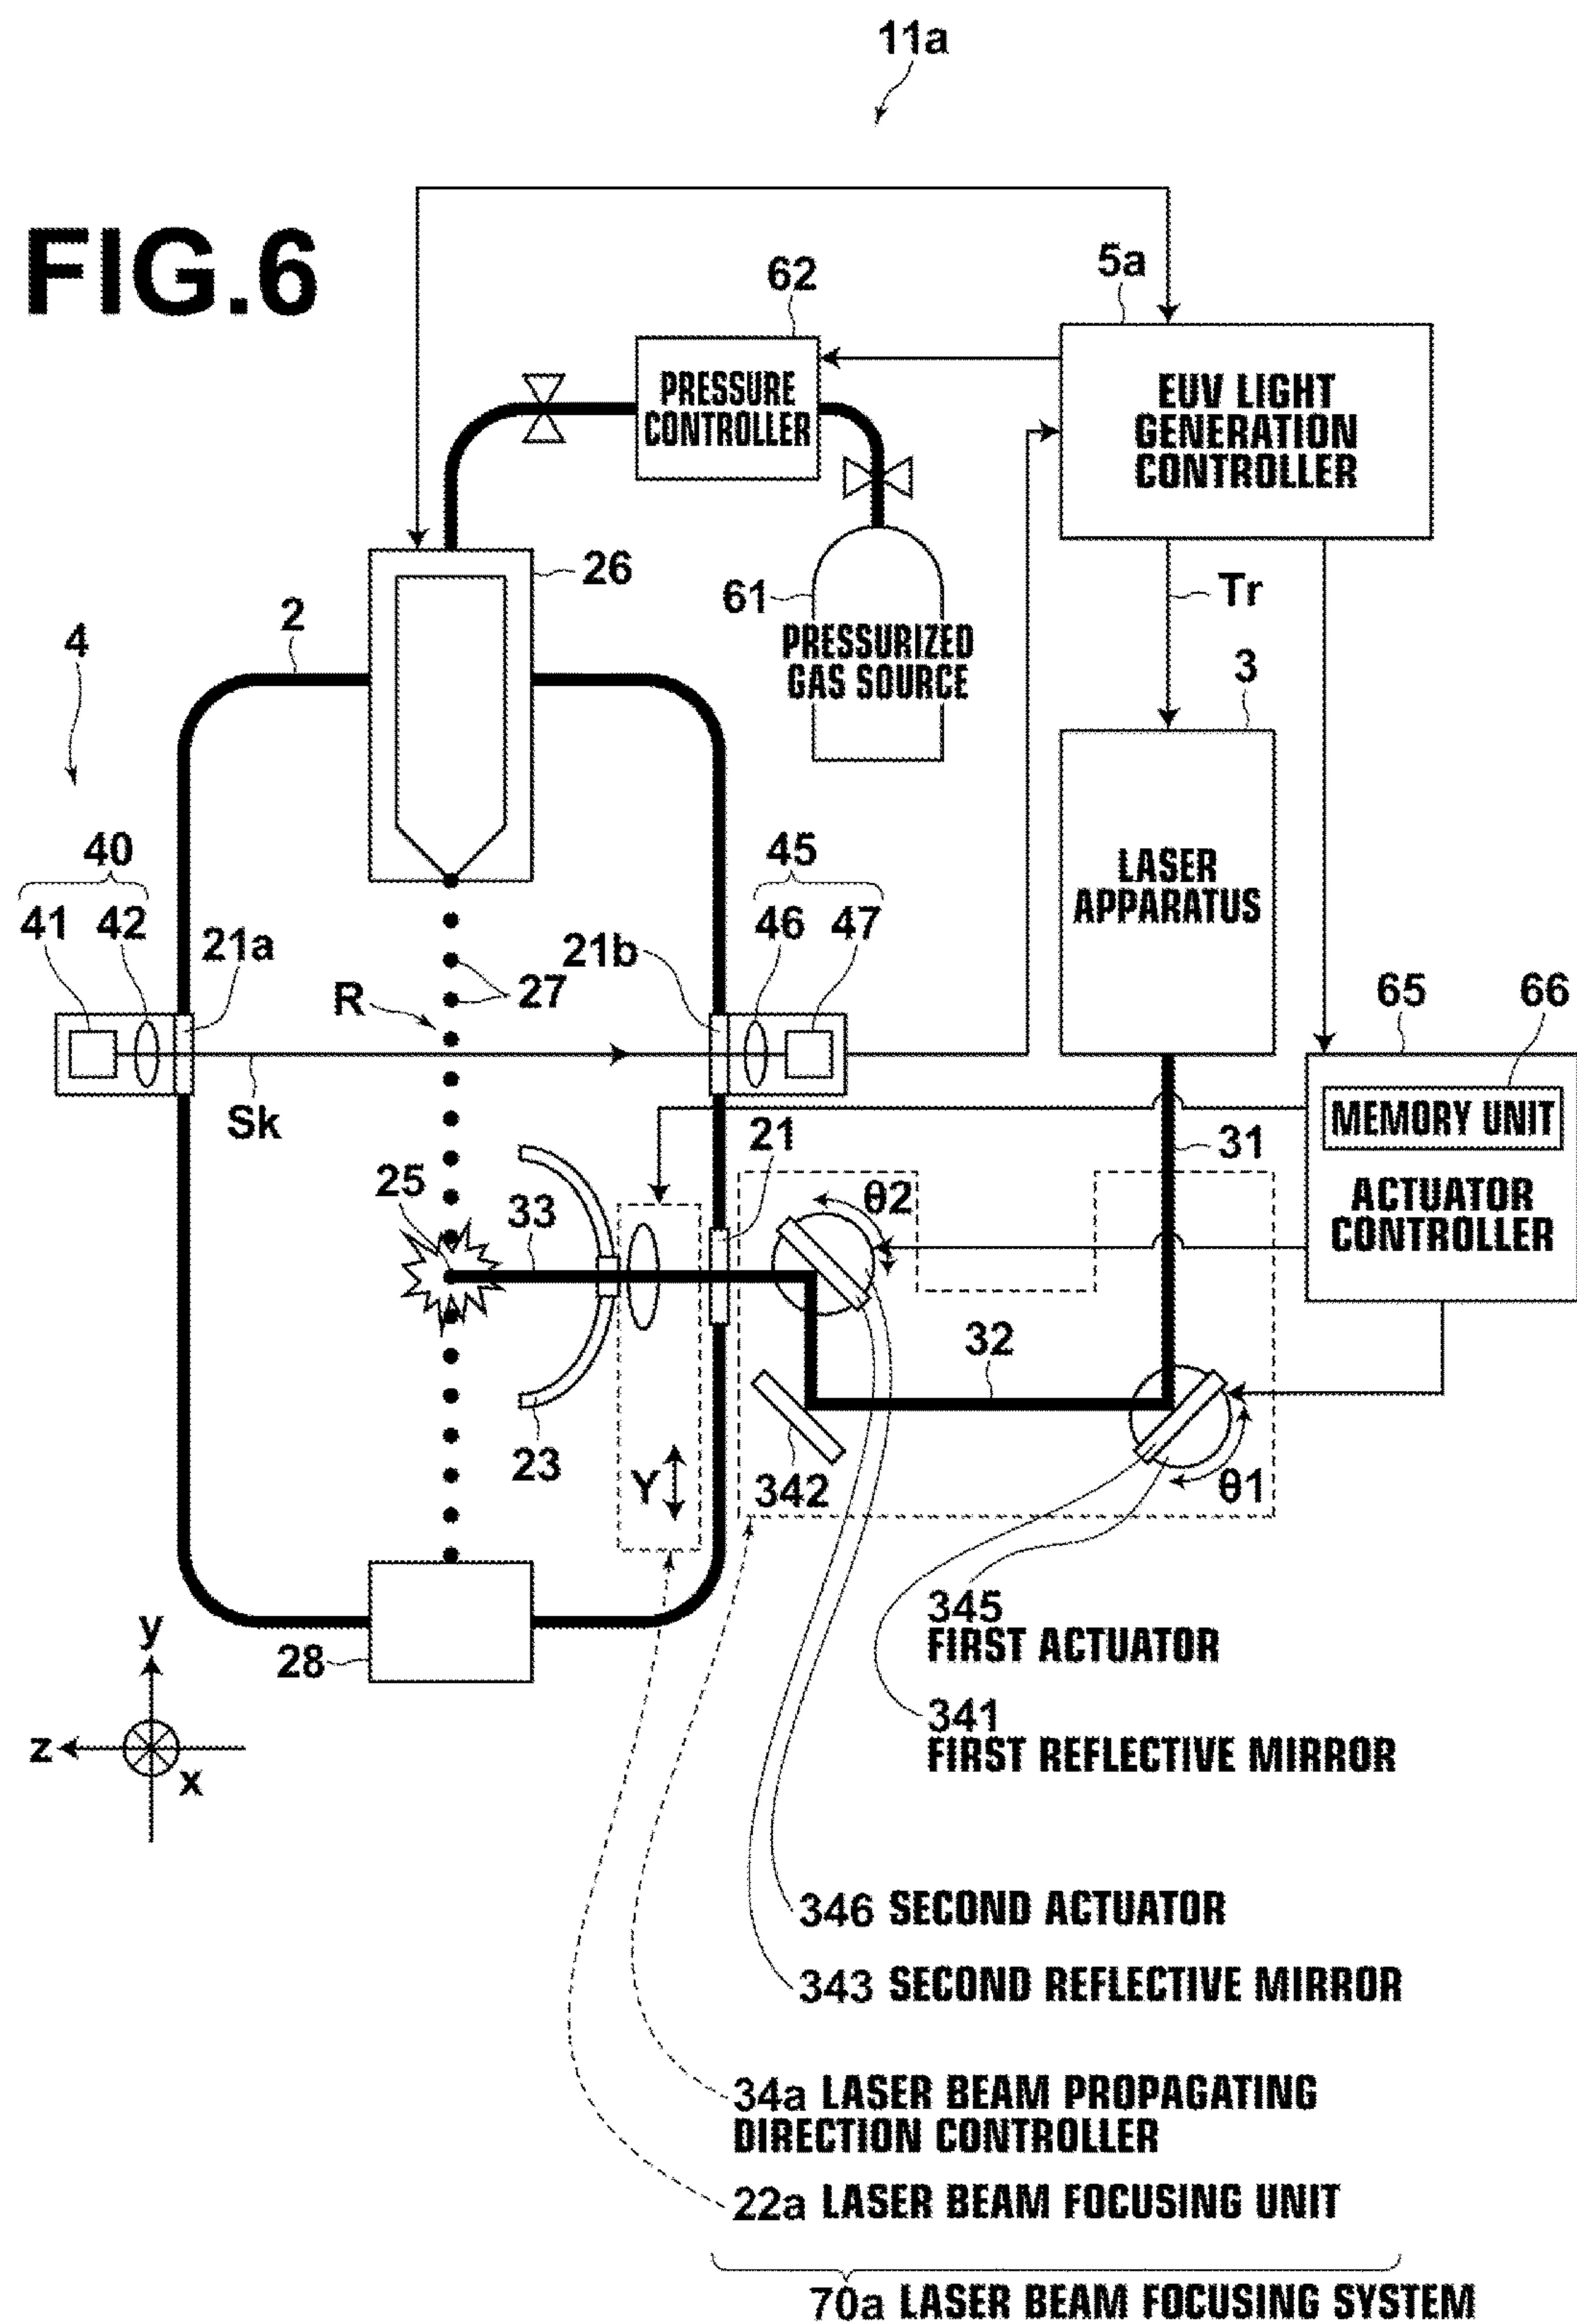 11a
FIG.6
62
5a
PRESSURE
CONTROLLER
EUV LIGHT
GENERATION
CONTROLLER
26
61
PRESSURIZED
GAS SOURCE
Tr
4
2
3
LASER
APPARATUS
40
41 42
21a
45
46 47
21b
R
27
65
66
Sk
MEMORY UNIT
ACTUATOR
CONTROLLER
21
31
25
33
θ2
32
23
Y
342
θ1
28
345
FIRST ACTUATOR
341
FIRST REFLECTIVE MIRROR
y
z
x
346 SECOND ACTUATOR
343 SECOND REFLECTIVE MIRROR
34a LASER BEAM PROPAGATING
DIRECTION CONTROLLER
22a LASER BEAM FOCUSING UNIT
70a LASER BEAM FOCUSING SYSTEM